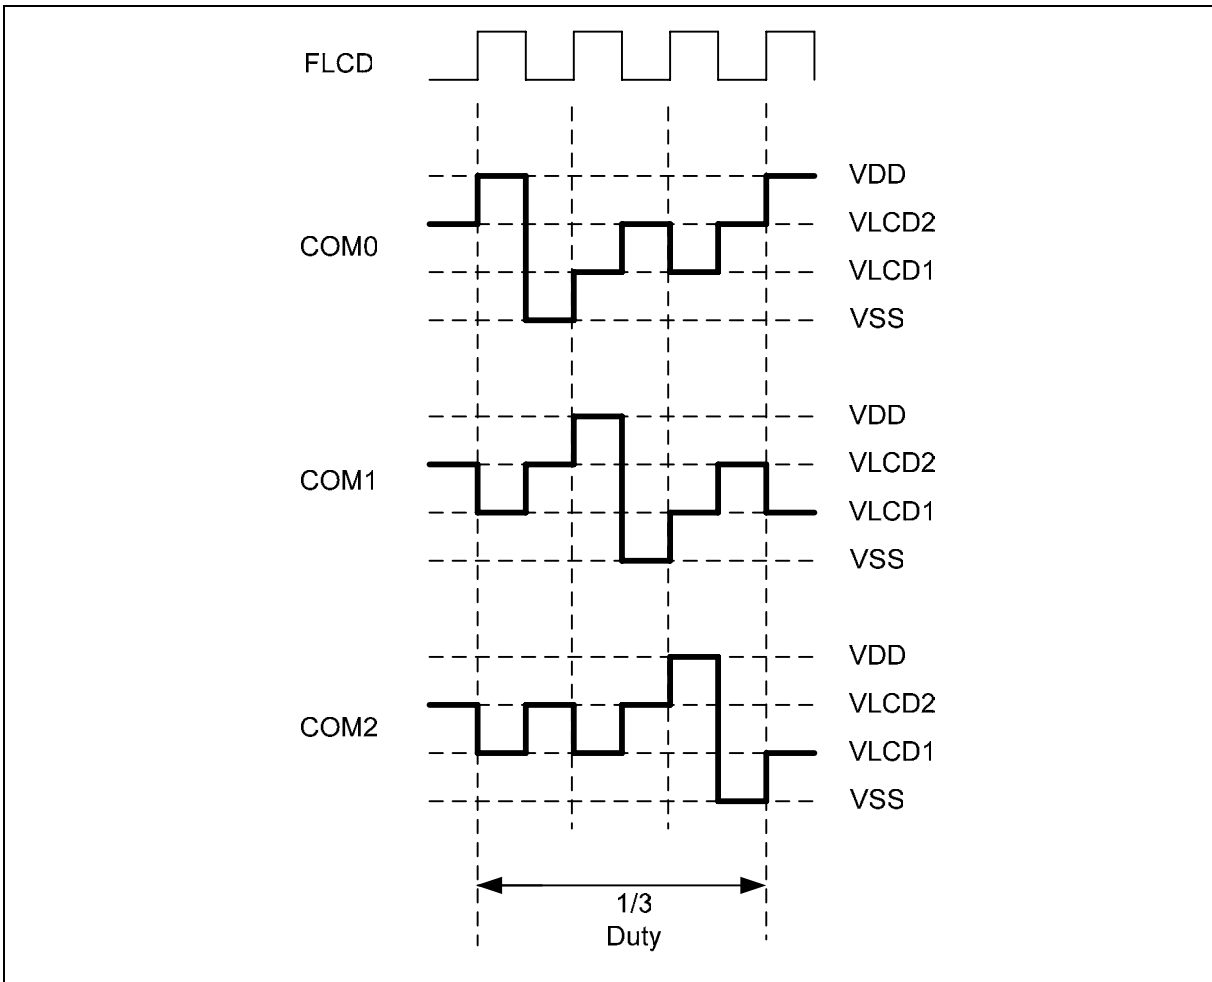 FLCD
COM0
VDD
VLCD2
VLCD1
VSS
COM1
VDD
VLCD2
VLCD1
VSS
COM2
VDD
VLCD2
VLCD1
VSS
1/3
Duty